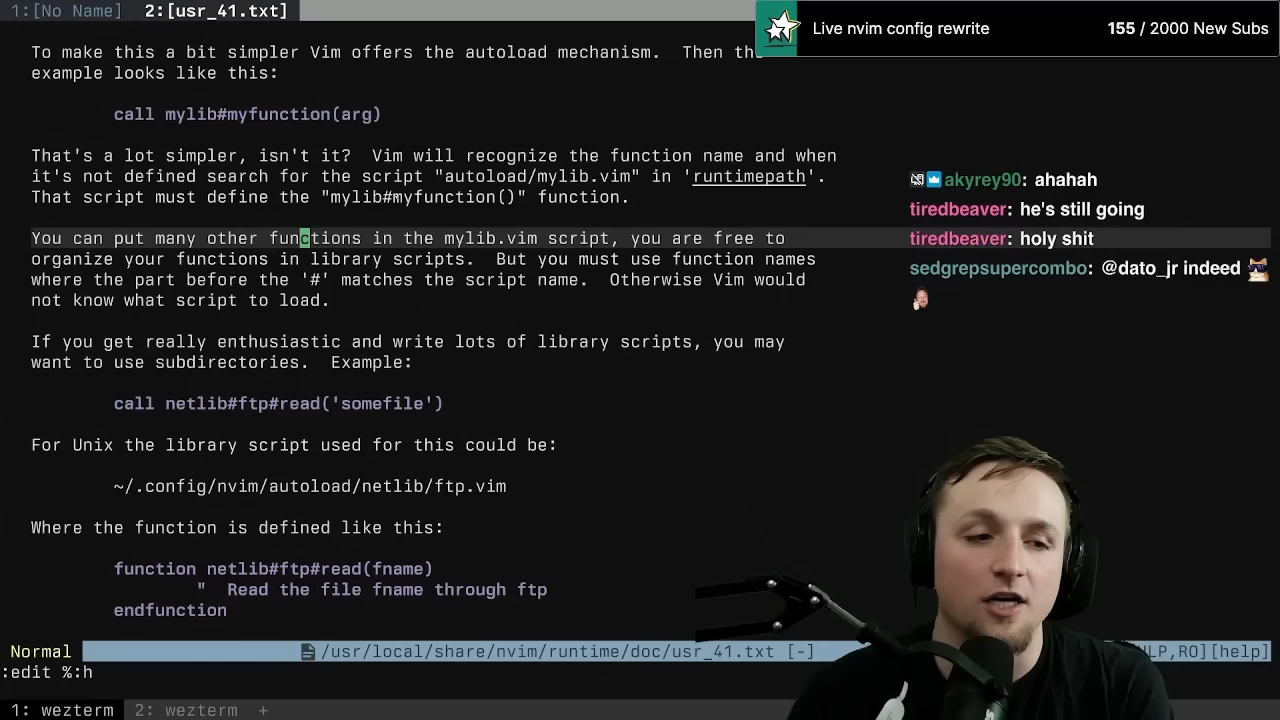 1:[No Name] 2:[usr_41.txt]
Live nvim config rewrite 155 / 2000 New Subs
To make this a bit simpler Vim offers the autoload mechanism. Then the
example looks like this:
call mylib#myfunction(arg)
That's a lot simpler, isn't it? Vim will recognize the function name and when
it's not defined search for the script "autoload/mylib.vim" in 'runtimepath'.
That script must define the "mylib#myfunction()" function.
You can put many other functions in the mylib.vim script, you are free to
organize your functions in library scripts. But you must use function names
where the part before the '#' matches the script name. Otherwise Vim would
not know what script to load.
If you get really enthusiastic and write lots of library scripts, you may
want to use subdirectories. Example:
call netlib#ftp#read('somefile')
For Unix the library script used for this could be:
~/.config/nvim/autoload/netlib/ftp.vim
Where the function is defined like this:
function netlib#ftp#read(fname)
" Read the file fname through ftp
endfunction
akyrey90: ahahah
tiredbeaver: he's still going
tiredbeaver: holy shit
sedgrepsupercombo: @dato_jr indeed
Normal /usr/local/share/nvim/runtime/doc/usr_41.txt [-] LP,RO][help]
:edit %:h
1: wezterm 2: wezterm +